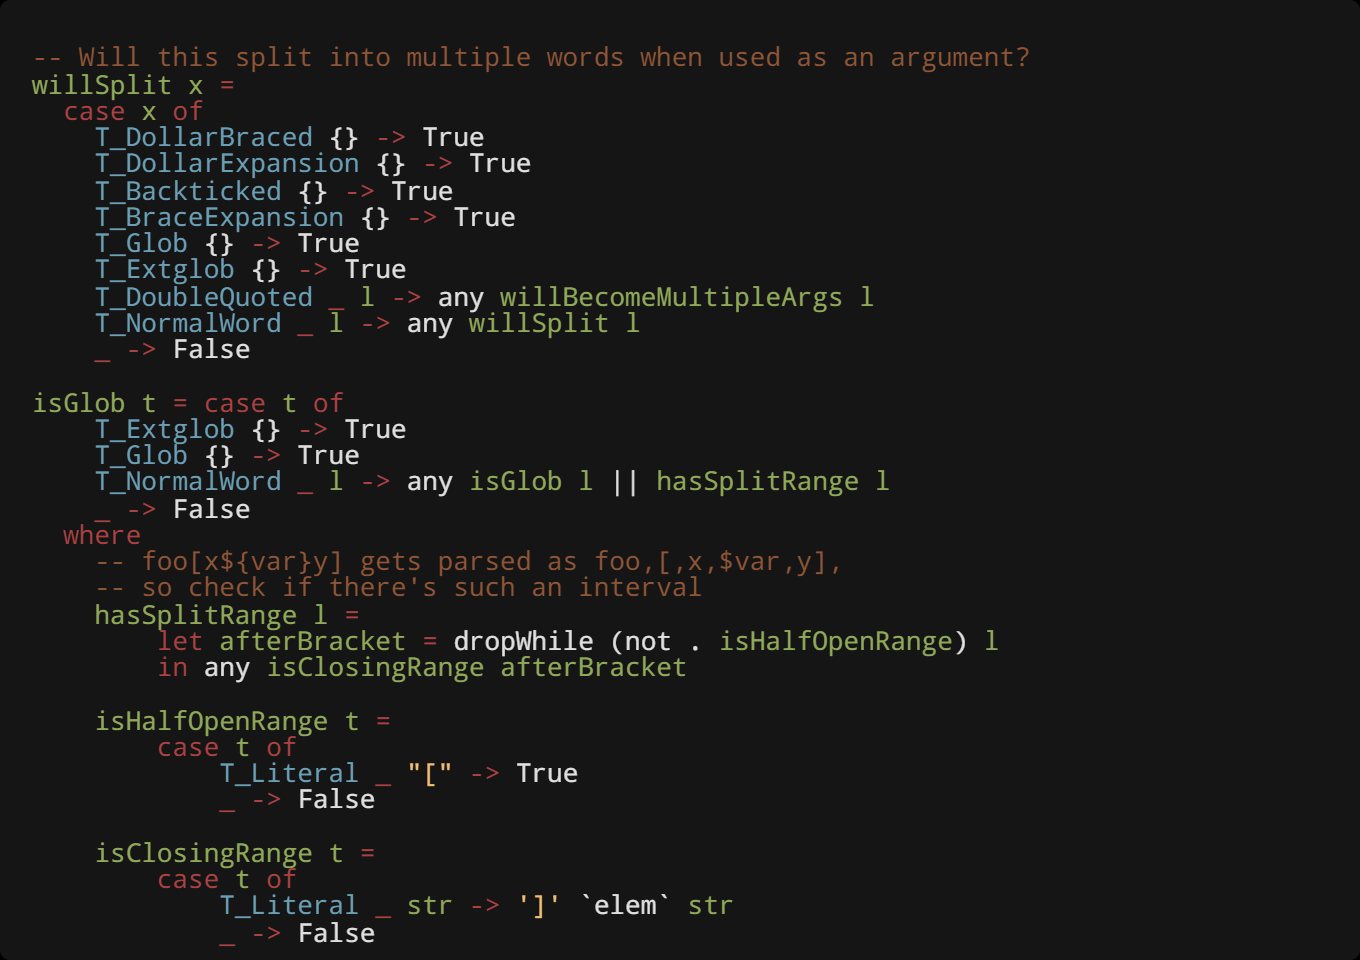 -- Will this split into multiple words when used as an argument?
willSplit x =
  case x of
    T_DollarBraced {} -> True
    T_DollarExpansion {} -> True
    T_Backticked {} -> True
    T_BraceExpansion {} -> True
    T_Glob {} -> True
    T_Extglob {} -> True
    T_DoubleQuoted _ l -> any willBecomeMultipleArgs l
    T_NormalWord _ l -> any willSplit l
    _ -> False

isGlob t = case t of
    T_Extglob {} -> True
    T_Glob {} -> True
    T_NormalWord _ l -> any isGlob l || hasSplitRange l
    _ -> False
  where
    -- foo[x${var}y] gets parsed as foo,[,x,$var,y],
    -- so check if there's such an interval
    hasSplitRange l =
        let afterBracket = dropWhile (not . isHalfOpenRange) l
        in any isClosingRange afterBracket

    isHalfOpenRange t =
        case t of
            T_Literal _ "[" -> True
            _ -> False

    isClosingRange t =
        case t of
            T_Literal _ str -> ']' `elem` str
            _ -> False